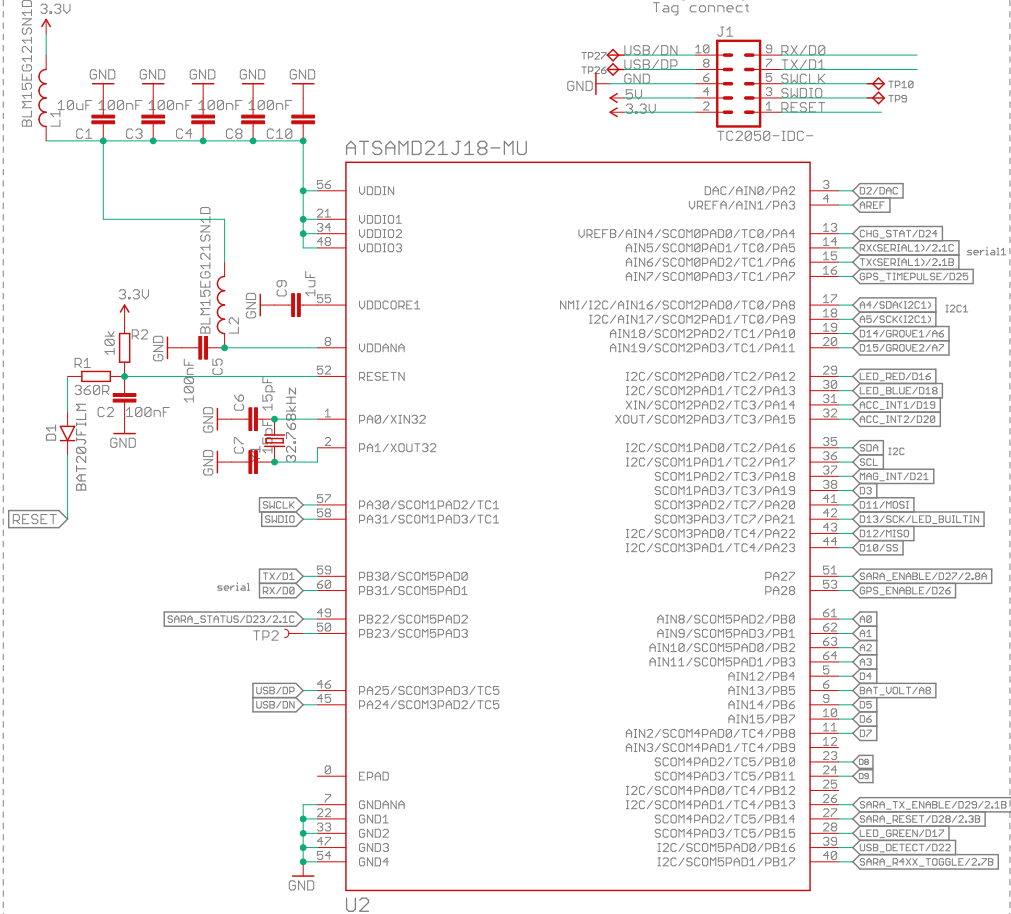 Tag connect
3.3V
BLM15EG121SN1D
L1
GND GND GND GND GND
10uF 100nF 100nF 100nF 100nF
C1 C3 C4 C8 C10
J1
TP27 USB/DN 10 9 RX/D0
TP26 USB/DP 8 7 TX/D1
GND GND 6 5 SWCLK TP10
5V 4 3 SWDIO TP9
3.3V 2 1 RESET
TC2050-IDC-
ATSAMD21J18-MU
56 VDDIN
21 VDDIO1
34 VDDIO2
48 VDDIO3
BLM15EG121SN1D
L2
GND C9 1uF
55 VDDCORE1
GND 100nF C5
8 VDDANA
3.3V
R2
10k
R1
360R
52 RESETN
C2 100nF
GND
D1
BAT20JFILM
RESET
GND C6 15pF
1 PA0/XIN32
32.768kHz
GND C7 15pF
2 PA1/XOUT32
SWCLK 57 PA30/SCOM1PAD2/TC1
SWDIO 58 PA31/SCOM1PAD3/TC1
serial
TX/D1 59 PB30/SCOM5PAD0
RX/D0 60 PB31/SCOM5PAD1
SARA_STATUS/D23/2.1C 49 PB22/SCOM5PAD2
TP2 50 PB23/SCOM5PAD3
USB/DP 46 PA25/SCOM3PAD3/TC5
USB/DN 45 PA24/SCOM3PAD2/TC5
0 EPAD
7 GNDANA
22 GND1
33 GND2
47 GND3
54 GND4
GND
DAC/AIN0/PA2 3 D2/DAC
VREFA/AIN1/PA3 4 AREF
VREFB/AIN4/SCOM0PAD0/TC0/PA4 13 CHG_STAT/D24
AIN5/SCOM0PAD1/TC0/PA5 14 RX(SERIAL1)/2.1C
serial1
AIN6/SCOM0PAD2/TC1/PA6 15 TX(SERIAL1)/2.1B
AIN7/SCOM0PAD3/TC1/PA7 16 GPS_TIMEPULSE/D25
NMI/I2C/AIN16/SCOM2PAD0/TC0/PA8 17 A4/SDA(I2C1)
I2C1
I2C/AIN17/SCOM2PAD1/TC0/PA9 18 A5/SCK(I2C1)
AIN18/SCOM2PAD2/TC1/PA10 19 D14/GROVE1/A6
AIN19/SCOM2PAD3/TC1/PA11 20 D15/GROVE2/A7
I2C/SCOM2PAD0/TC2/PA12 29 LED_RED/D16
I2C/SCOM2PAD1/TC2/PA13 30 LED_BLUE/D18
XIN/SCOM2PAD2/TC3/PA14 31 ACC_INT1/D19
XOUT/SCOM2PAD3/TC3/PA15 32 ACC_INT2/D20
I2C/SCOM1PAD0/TC2/PA16 35 SDA
I2C
I2C/SCOM1PAD1/TC2/PA17 36 SCL
SCOM1PAD2/TC3/PA18 37 MAG_INT/D21
SCOM1PAD3/TC3/PA19 38 D3
SCOM3PAD2/TC7/PA20 41 D11/MOSI
SCOM3PAD3/TC7/PA21 42 D13/SCK/LED_BUILTIN
I2C/SCOM3PAD0/TC4/PA22 43 D12/MISO
I2C/SCOM3PAD1/TC4/PA23 44 D10/SS
PA27 51 SARA_ENABLE/D27/2.8A
PA28 53 GPS_ENABLE/D26
AIN8/SCOM5PAD2/PB0 61 A0
AIN9/SCOM5PAD3/PB1 62 A1
AIN10/SCOM5PAD0/PB2 63 A2
AIN11/SCOM5PAD1/PB3 64 A3
AIN12/PB4 5 D4
AIN13/PB5 6 BAT_VOLT/A8
AIN14/PB6 9 D5
AIN15/PB7 10 D6
AIN2/SCOM4PAD0/TC4/PB8 11 D7
AIN3/SCOM4PAD1/TC4/PB9 12
SCOM4PAD2/TC5/PB10 23 D8
SCOM4PAD3/TC5/PB11 24 D9
I2C/SCOM4PAD0/TC4/PB12 25
I2C/SCOM4PAD1/TC4/PB13 26 SARA_TX_ENABLE/D29/2.1B
SCOM4PAD2/TC5/PB14 27 SARA_RESET/D28/2.3B
SCOM4PAD3/TC5/PB15 28 LED_GREEN/D17
I2C/SCOM5PAD0/PB16 39 USB_DETECT/D22
I2C/SCOM5PAD1/PB17 40 SARA_R4XX_TOGGLE/2.7B
U2